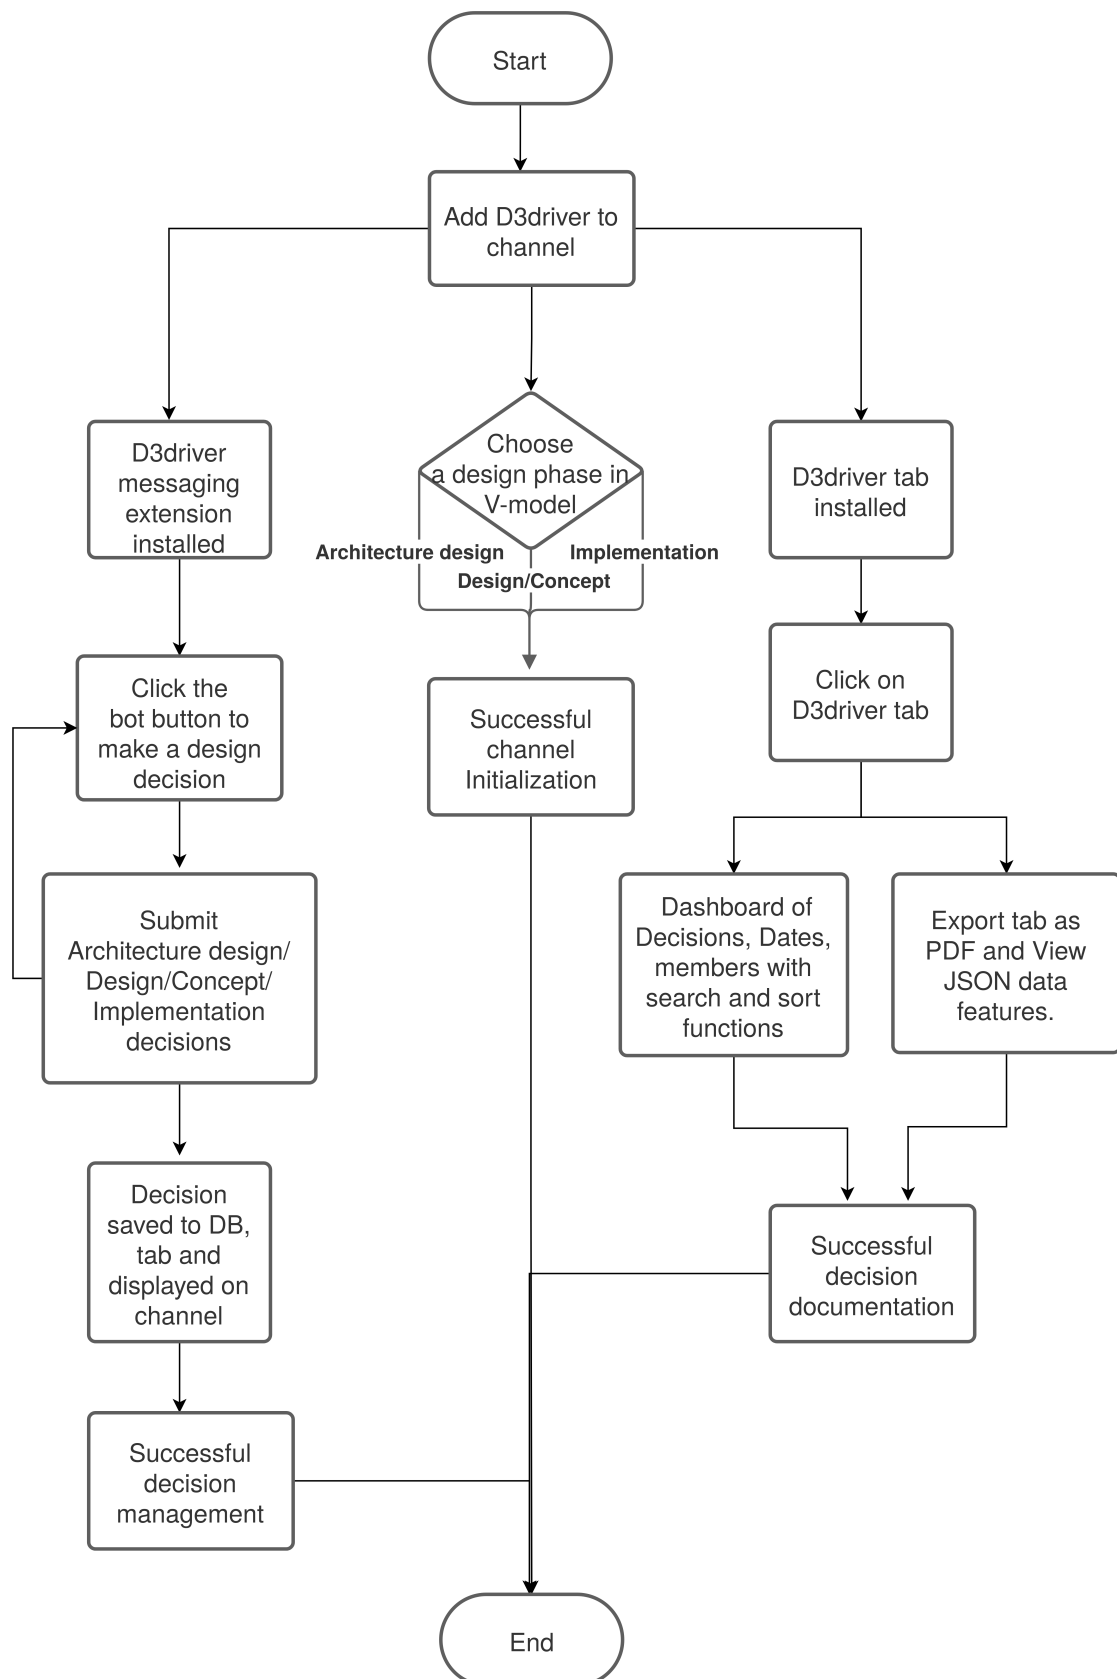 Start
Add D3driver to
channel
D3driver
messaging
extension
installed
Choose
a design phase in
V-model
D3driver tab
installed
Architecture design
Implementation
Design/Concept
Click the
bot button to
make a design
decision
Successful
channel
Initialization
Click on
D3driver tab
Submit
Architecture design/
Design/Concept/
Implementation
decisions
Dashboard of
Decisions, Dates,
members with
search and sort
functions
Export tab as
PDF and View
JSON data
features.
Decision
saved to DB,
tab and
displayed on
channel
Successful
decision
documentation
Successful
decision
management
End